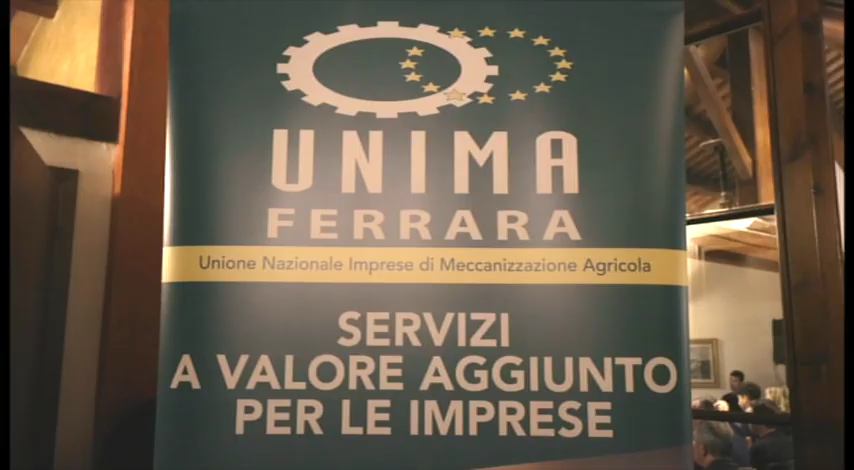 UNIMA
FERRARA
Unione Nazionale Imprese di Meccanizzazione Agricola
SERVIZI
A VALORE AGGIUNTO
PER LE IMPRESE